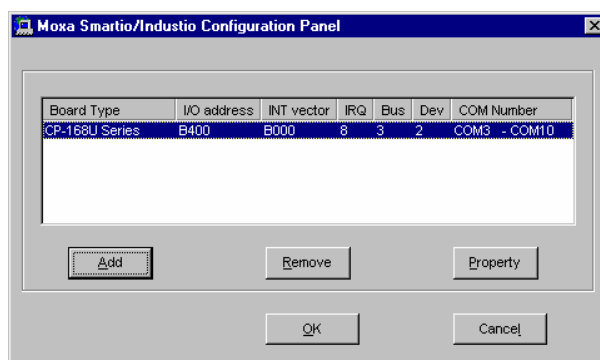 Moxa Smartio/Industio Configuration Panel
Board Type I/O address INT vector IRQ Bus Dev COM Number
CP-168U Series B400 B000 8 3 2 COM3 - COM10
Add Remove Property
OK Cancel